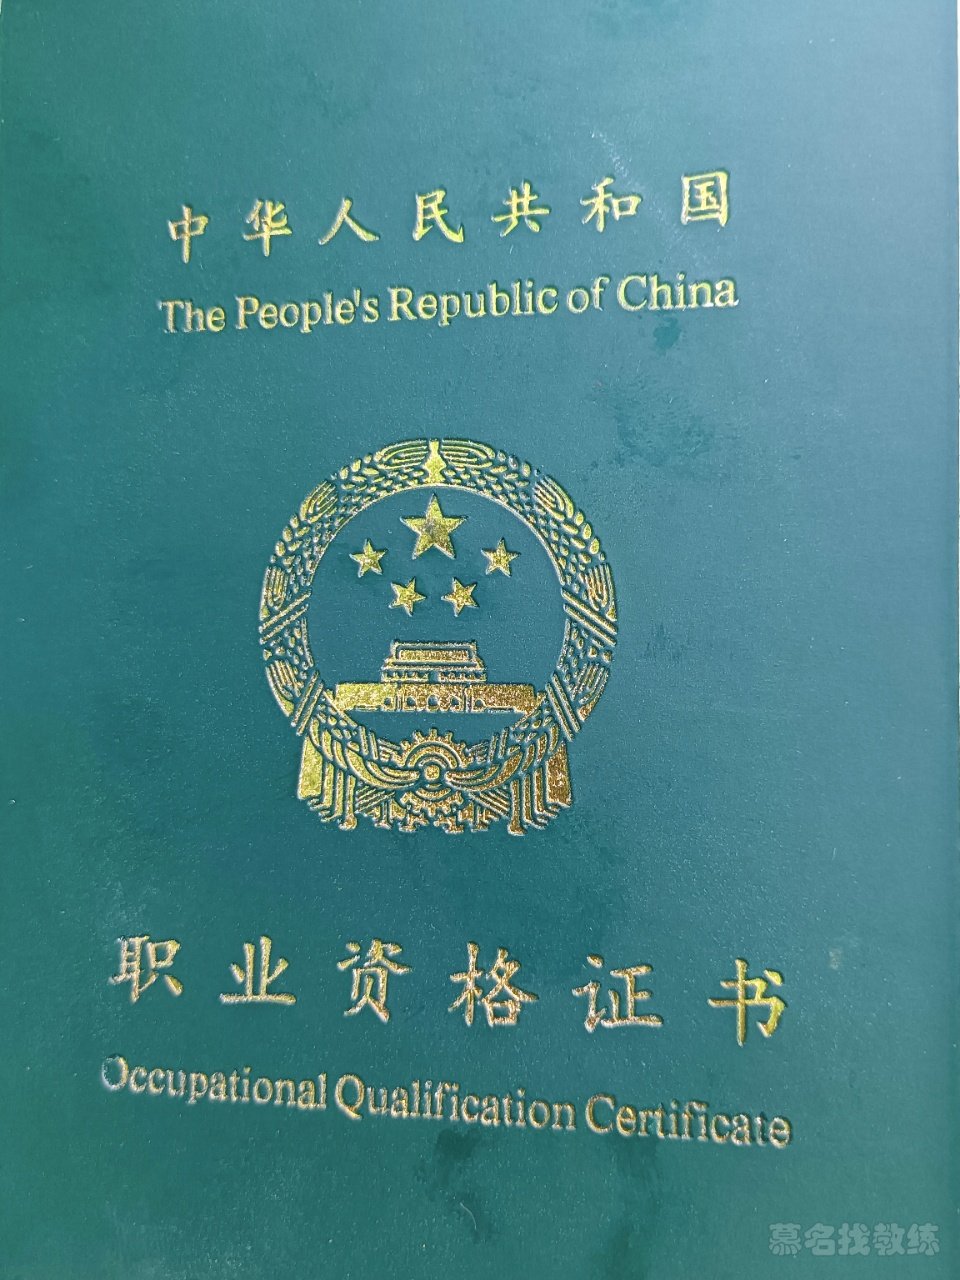 中华人民共和国
The People's Republic of China
职业资格证书
Occupational Qualification Certificate
慕名找教练